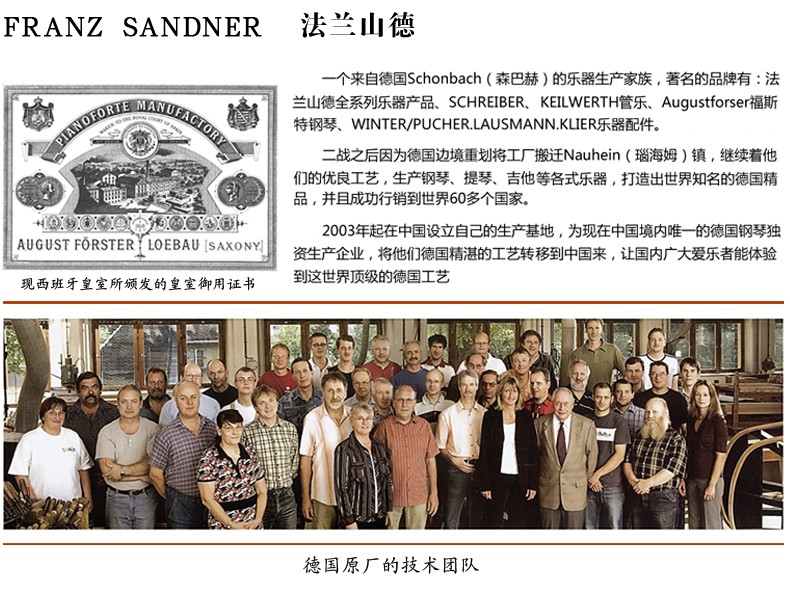 FRANZ SANDNER 法兰山德
一个来自德国Schonbach（森巴赫）的乐器生产家族，著名的品牌有：法
兰山德全系列乐器产品、SCHREIBER、KEILWERTH管乐、Augustforser福斯
特钢琴、WINTER/PUCHER.LAUSMANN.KLIER乐器配件。
二战之后因为德国边境重划将工厂搬迁Nauhein（瑙海姆）镇，继续着他
们的优良工艺，生产钢琴、提琴、吉他等各式乐器，打造出世界知名的德国精
品，并且成功行销到世界60多个国家。
2003年起在中国设立自己的生产基地，为现在中国境内唯一的德国钢琴独
资生产企业，将他们德国精湛的工艺转移到中国来，让国内广大爱乐者能体验
到这世界顶级的德国工艺
PIANOFORTE MANUFACTORY
MAKER TO THE ROYAL COURT OF SPAIN
AUGUST FÖRSTER LOEBAU [SAXONY.]
现西班牙皇室所颁发的皇室御用证书
德国原厂的技术团队